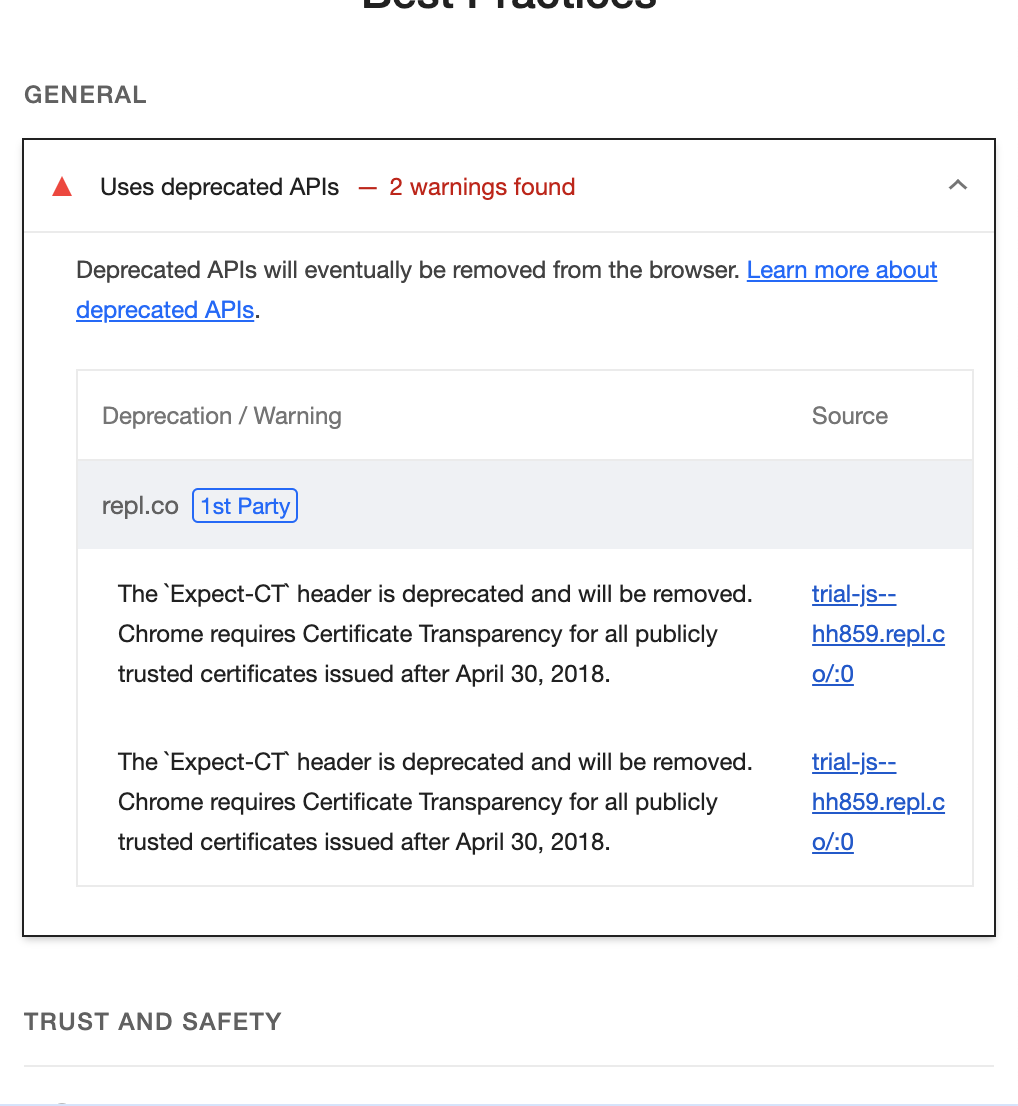 Best Practices
GENERAL
Uses deprecated APIs — 2 warnings found
Deprecated APIs will eventually be removed from the browser. Learn more about
deprecated APIs.
Deprecation / Warning Source
repl.co 1st Party
The `Expect-CT` header is deprecated and will be removed. trial-js--
Chrome requires Certificate Transparency for all publicly hh859.repl.c
trusted certificates issued after April 30, 2018. o/:0
The `Expect-CT` header is deprecated and will be removed. trial-js--
Chrome requires Certificate Transparency for all publicly hh859.repl.c
trusted certificates issued after April 30, 2018. o/:0
TRUST AND SAFETY